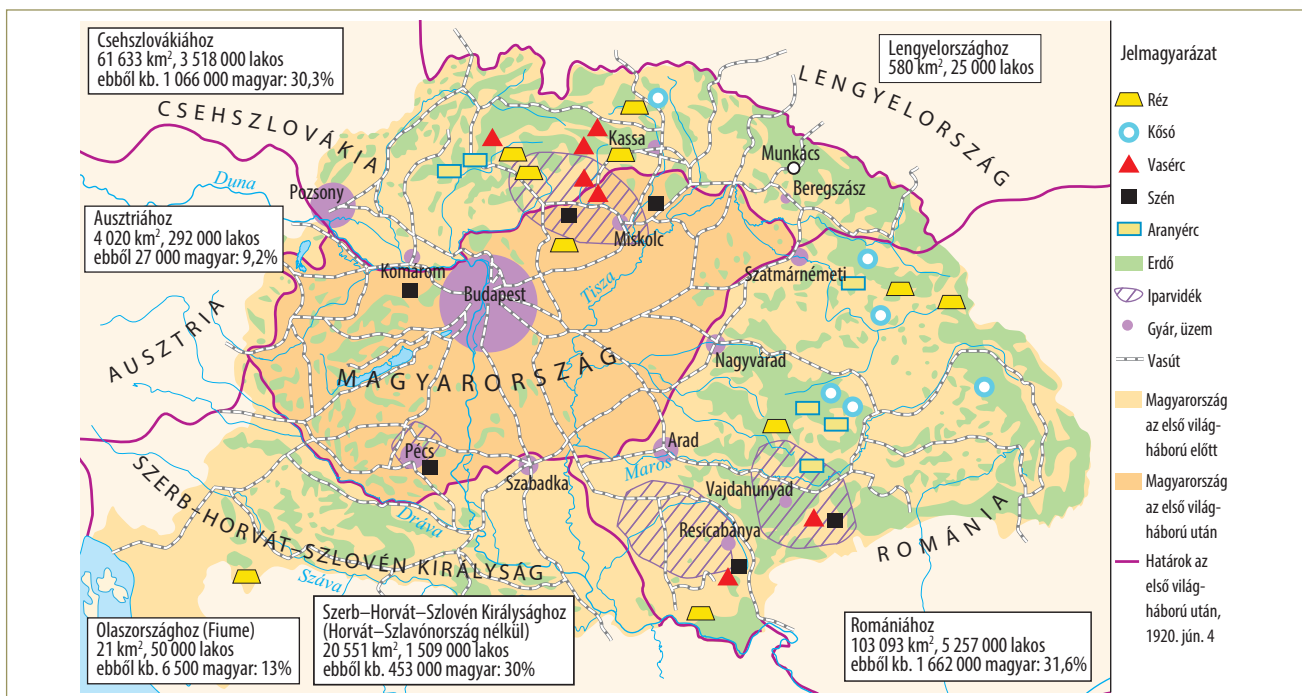 Csehszlovákiához
61 633 km², 3 518 000 lakos
ebből kb. 1 066 000 magyar: 30,3%
Lengyelországhoz
580 km², 25 000 lakos
CSEHSZLOVÁKIA
LENGYELORSZÁG
Kassa
Munkács
Beregszász
Duna
Pozsony
Ausztriához
4 020 km², 292 000 lakos
ebből 27 000 magyar: 9,2%
Miskolc
Komárom
Szatmárnémeti
Budapest
Tisza
AUSZTRIA
MAGYARORSZÁG
Nagyvárad
Pécs
Arad
Maros
Szabadka
Vajdahunyad
SZERB–HORVÁT–SZLOVÉN KIRÁLYSÁG
Dráva
Resicabánya
ROMÁNIA
Száva
Olaszországhoz (Fiume)
21 km², 50 000 lakos
ebből kb. 6 500 magyar: 13%
Szerb–Horvát–Szlovén Királysághoz
(Horvát–Szlavónország nélkül)
20 551 km², 1 509 000 lakos
ebből kb. 453 000 magyar: 30%
Romániához
103 093 km², 5 257 000 lakos
ebből kb. 1 662 000 magyar: 31,6%
Jelmagyarázat
Réz
Kősó
Vasérc
Szén
Aranyérc
Erdő
Iparvidék
Gyár, üzem
Vasút
Magyarország
az első világ-
háború előtt
Magyarország
az első világ-
háború után
Határok az
első vilag-
háború után,
1920. jún. 4